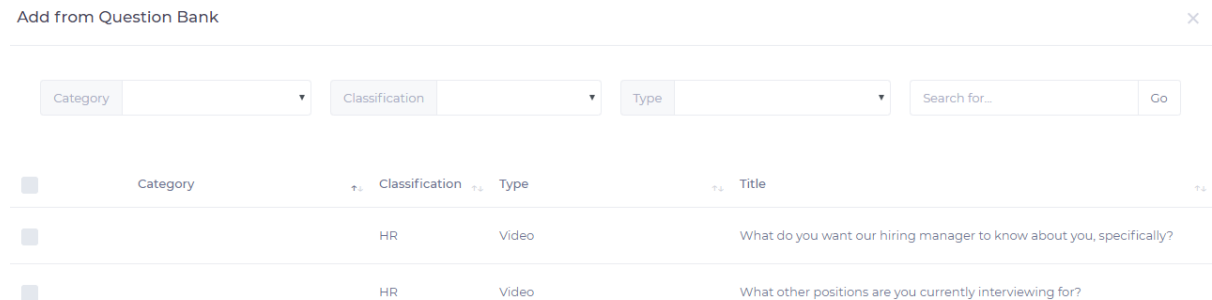 Add from Question Bank ×
Category Classification Type Search for... Go
Category ↑↓ Classification ↑↓ Type ↑↓ Title ↑↓
HR Video What do you want our hiring manager to know about you, specifically?
HR Video What other positions are you currently interviewing for?